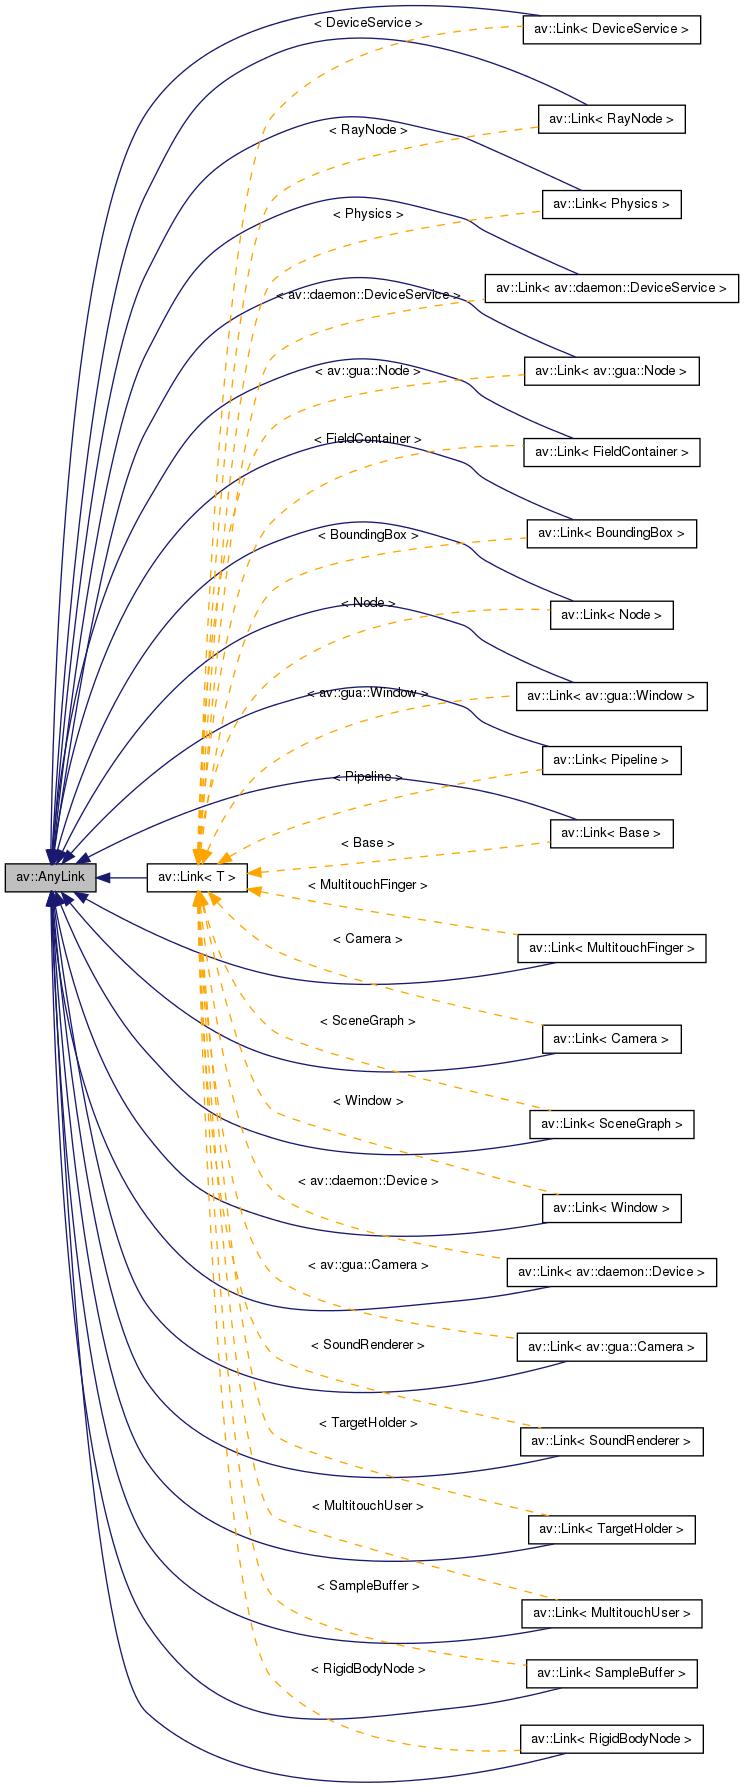 < DeviceService >
av::Link< DeviceService >
av::Link< RayNode >
< RayNode >
av::Link< Physics >
< Physics >
av::Link< av::daemon::DeviceService >
< av::daemon::DeviceService >
av::Link< av::gua::Node >
< av::gua::Node >
< FieldContainer >
av::Link< FieldContainer >
av::Link< BoundingBox >
< BoundingBox >
< Node >
av::Link< Node >
< av::gua::Window >
av::Link< av::gua::Window >
av::Link< Pipeline >
< Pipeline >
av::Link< Base >
< Base >
av::AnyLink
av::Link< T >
< MultitouchFinger >
< Camera >
av::Link< MultitouchFinger >
< SceneGraph >
av::Link< Camera >
< Window >
av::Link< SceneGraph >
< av::daemon::Device >
av::Link< Window >
< av::gua::Camera >
av::Link< av::daemon::Device >
< SoundRenderer >
av::Link< av::gua::Camera >
< TargetHolder >
av::Link< SoundRenderer >
< MultitouchUser >
av::Link< TargetHolder >
< SampleBuffer >
av::Link< MultitouchUser >
< RigidBodyNode >
av::Link< SampleBuffer >
av::Link< RigidBodyNode >